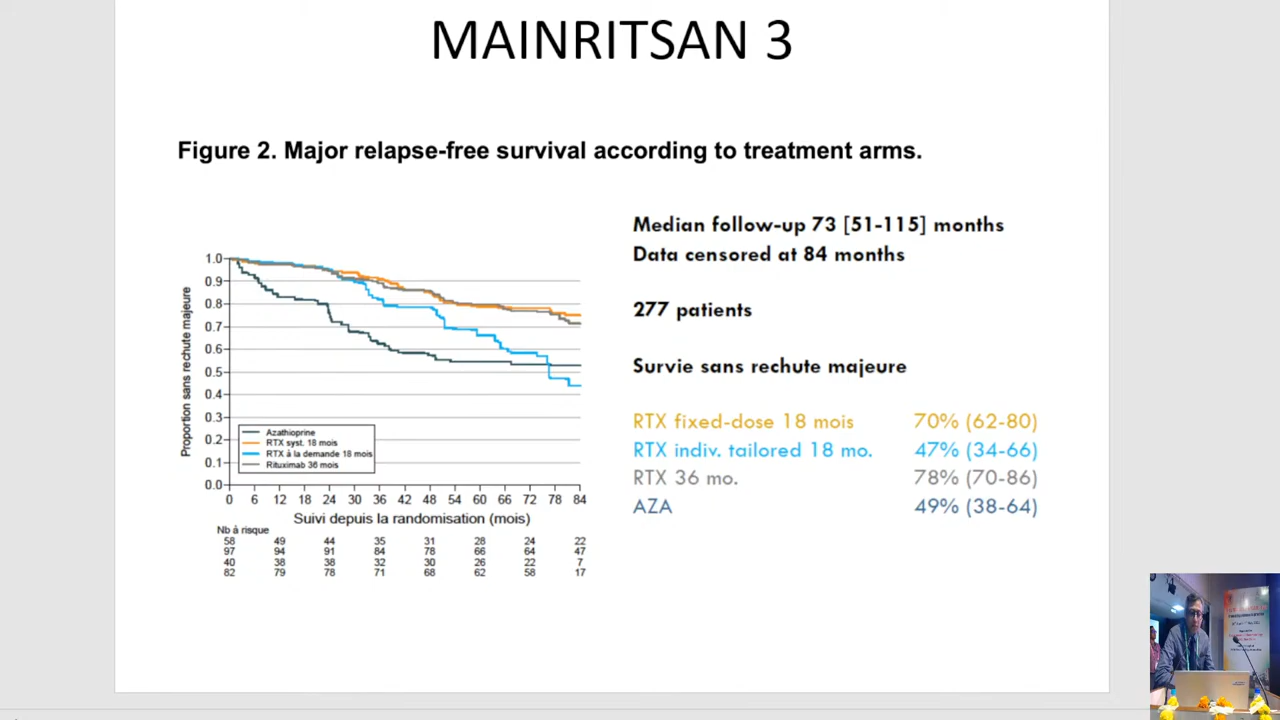 MAINRITSAN 3
Figure 2. Major relapse-free survival according to treatment arms.
Median follow-up 73 [51-115] months
Data censored at 84 months
277 patients
Survie sans rechute majeure
RTX fixed-dose 18 mois 70% (62-80)
RTX indiv. tailored 18 mo. 47% (34-66)
RTX 36 mo. 78% (70-86)
AZA 49% (38-64)
Proportion sans rechute majeure
1.0
0.9
0.8
0.7
0.6
0.5
0.4
0.3
0.2
0.1
0.0
Azathioprine
RTX syst. 18 mois
RTX à la demande 18 mois
Rituximab 36 mois
0 6 12 18 24 30 36 42 48 54 60 66 72 78 84
Suivi depuis la randomisation (mois)
Nb à risque
58 49 44 35 31 28 24 22
97 94 91 84 78 66 64 47
40 38 38 32 30 26 22 7
82 79 78 71 68 62 58 17